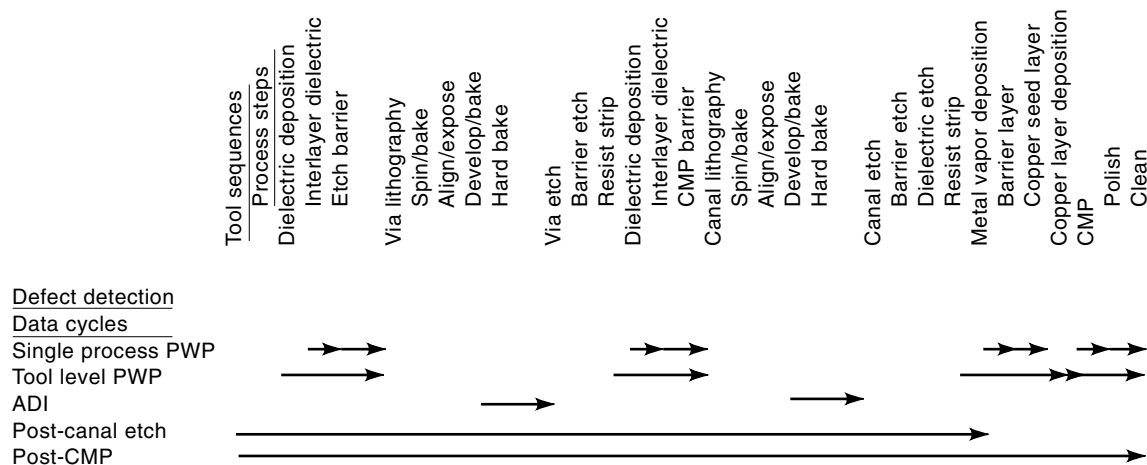 Tool sequences
Process steps
Dielectric deposition
Interlayer dielectric
Etch barrier
Via lithography
Spin/bake
Align/expose
Develop/bake
Hard bake
Via etch
Barrier etch
Resist strip
Dielectric deposition
Interlayer dielectric
CMP barrier
Canal lithography
Spin/bake
Align/expose
Develop/bake
Hard bake
Canal etch
Barrier etch
Dielectric etch
Resist strip
Metal vapor deposition
Barrier layer
Copper seed layer
Copper layer deposition
CMP
Polish
Clean
Defect detection
Data cycles
Single process PWP
Tool level PWP
ADI
Post-canal etch
Post-CMP